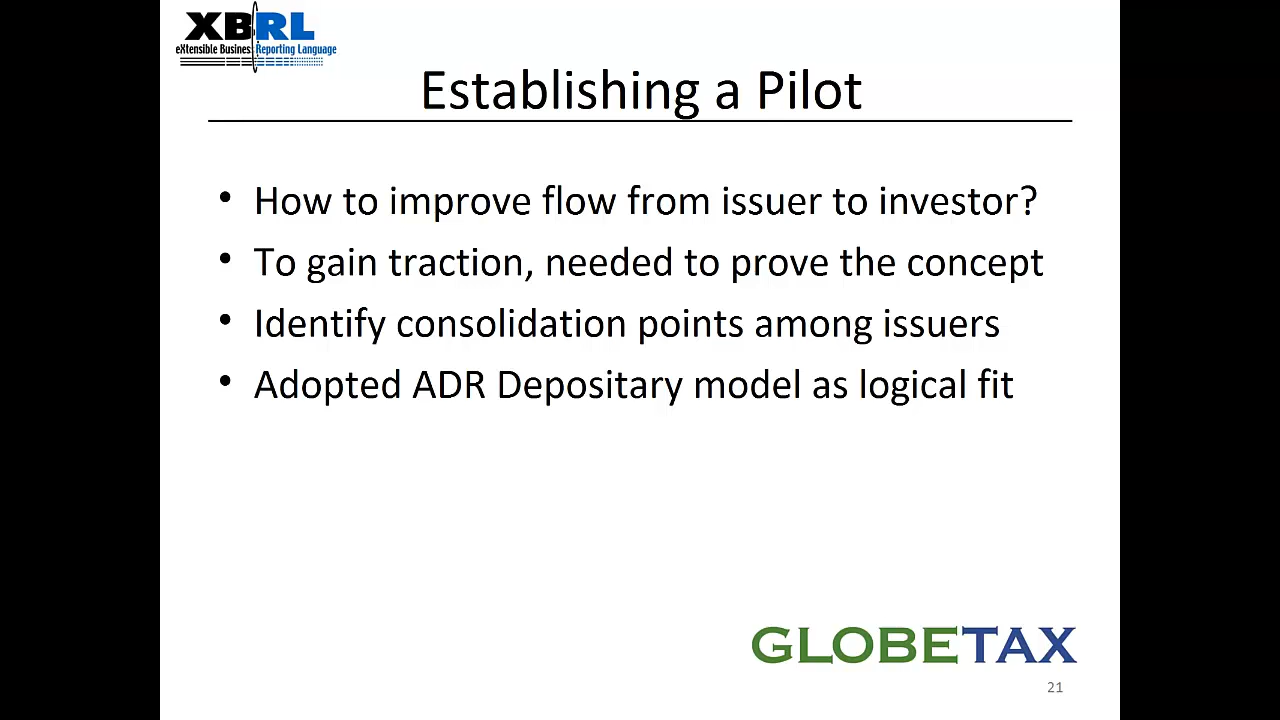 XBRL
eXtensible Business Reporting Language
Establishing a Pilot
• How to improve flow from issuer to investor?
• To gain traction, needed to prove the concept
• Identify consolidation points among issuers
• Adopted ADR Depositary model as logical fit
GLOBETAX
21